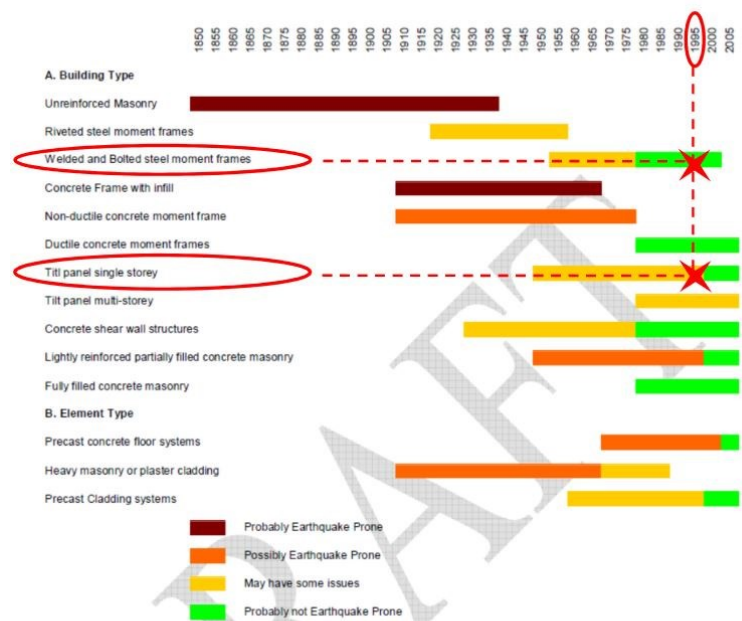 1850 1860 1865 1870 1875 1880 1885 1890 1895 1900 1905 1910 1915 1920 1925 1930 1935 1940 1945 1950 1955 1960 1965 1970 1975 1980 1985 1990 1995 2000 2005
A. Building Type
Unreinforced Masonry
Riveted steel moment frames
Welded and Bolted steel moment frames
Concrete Frame with infill
Non-ductile concrete moment frame
Ductile concrete moment frames
Titl panel single storey
Tilt panel multi-storey
Concrete shear wall structures
Lightly reinforced partially filled concrete masonry
Fully filled concrete masonry
B. Element Type
Precast concrete floor systems
Heavy masonry or plaster cladding
Precast Cladding systems
Probably Earthquake Prone
Possibly Earthquake Prone
May have some issues
Probably not Earthquake Prone
DRAFT